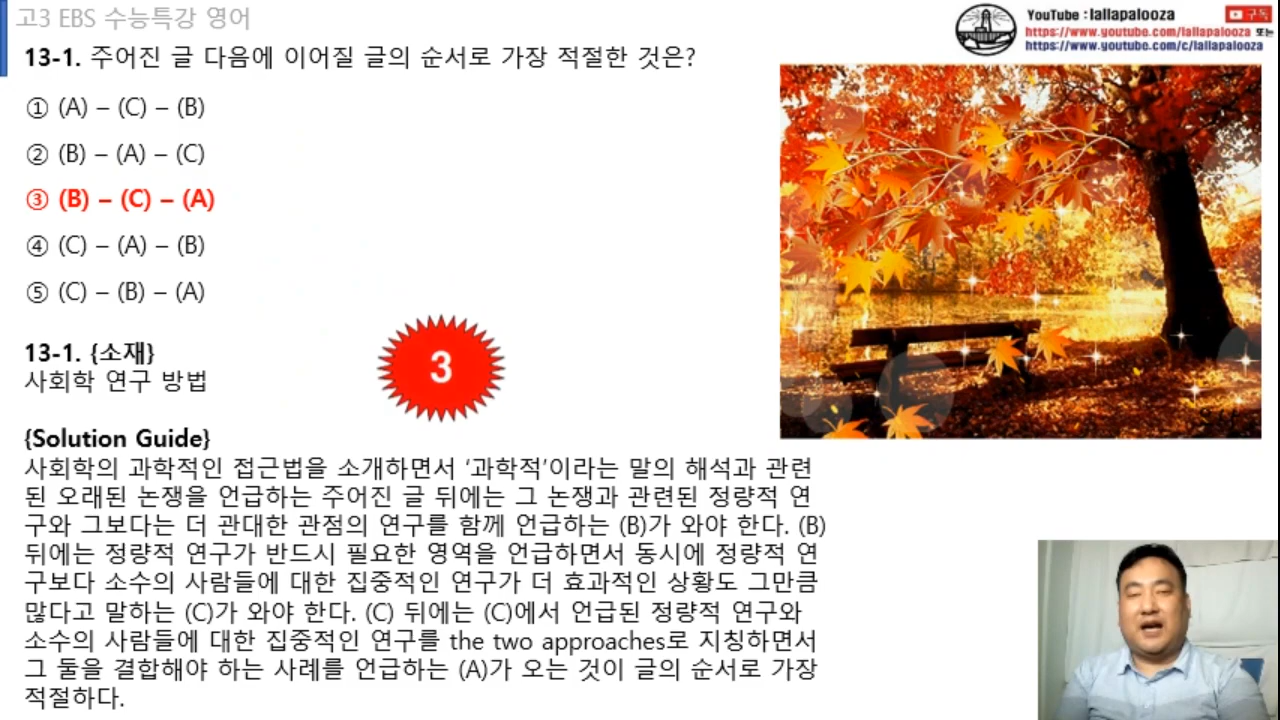 고3 EBS 수능특강 영어
YouTube : lallapalooza
구독
https://www.youtube.com/lallapalooza 또는
https://www.youtube.com/c/lallapalooza
13-1. 주어진 글 다음에 이어질 글의 순서로 가장 적절한 것은?
① (A) – (C) – (B)
② (B) – (A) – (C)
③ (B) – (C) – (A)
④ (C) – (A) – (B)
⑤ (C) – (B) – (A)
13-1. {소재}
사회학 연구 방법
3
{Solution Guide}
사회학의 과학적인 접근법을 소개하면서 ‘과학적’이라는 말의 해석과 관련
된 오래된 논쟁을 언급하는 주어진 글 뒤에는 그 논쟁과 관련된 정량적 연
구와 그보다는 더 관대한 관점의 연구를 함께 언급하는 (B)가 와야 한다. (B)
뒤에는 정량적 연구가 반드시 필요한 영역을 언급하면서 동시에 정량적 연
구보다 소수의 사람들에 대한 집중적인 연구가 더 효과적인 상황도 그만큼
많다고 말하는 (C)가 와야 한다. (C) 뒤에는 (C)에서 언급된 정량적 연구와
소수의 사람들에 대한 집중적인 연구를 the two approaches로 지칭하면서
그 둘을 결합해야 하는 사례를 언급하는 (A)가 오는 것이 글의 순서로 가장
적절하다.